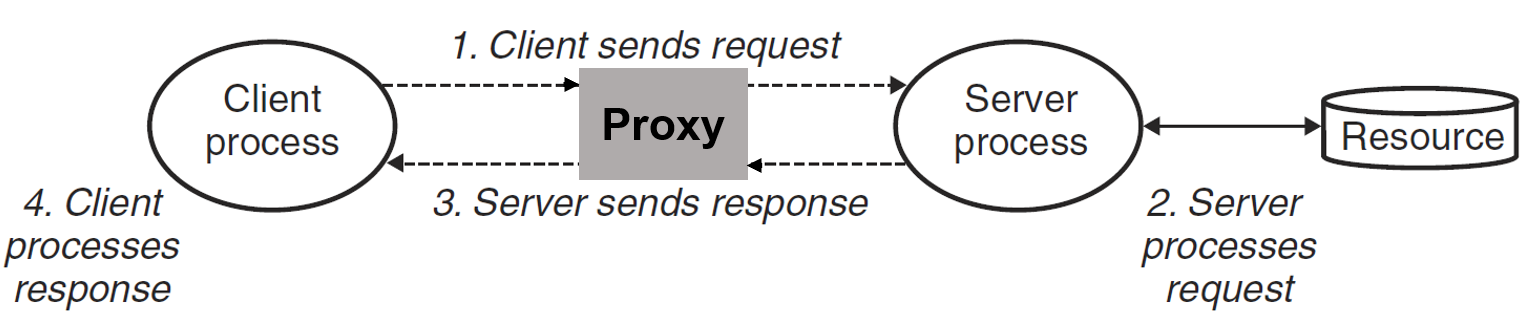 1. Client sends request
Client
process
Proxy
Server
process
Resource
3. Server sends response
4. Client
processes
response
2. Server
processes
request